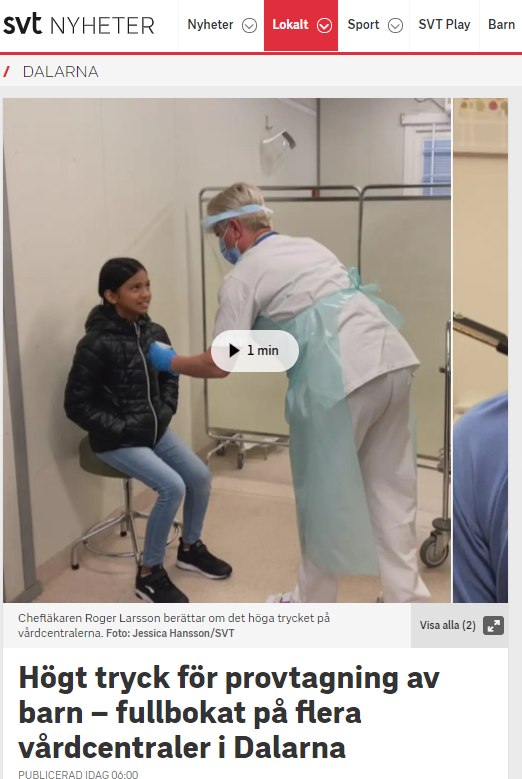 svt NYHETER Nyheter Lokalt Sport SVT Play Barn
/ DALARNA
1 min
Chefläkaren Roger Larsson berättar om det höga trycket på
vårdcentralerna. Foto: Jessica Hansson/SVT
Visa alla (2)
Högt tryck för provtagning av
barn – fullbokat på flera
vårdcentraler i Dalarna
PUBLICERAD IDAG 06:00